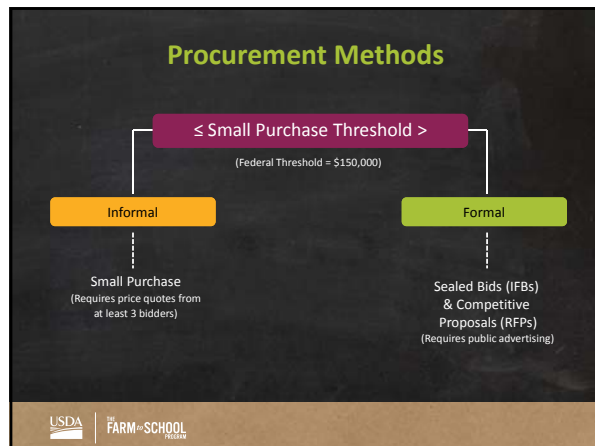 Procurement Methods
≤ Small Purchase Threshold >
(Federal Threshold = $150,000)
Informal
Formal
Small Purchase
(Requires price quotes from
at least 3 bidders)
Sealed Bids (IFBs)
& Competitive
Proposals (RFPs)
(Requires public advertising)
USDA
THE
FARM to SCHOOL
PROGRAM